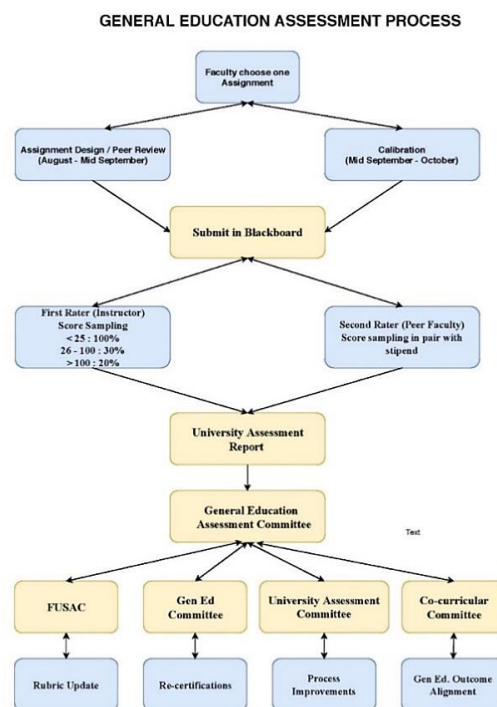 GENERAL EDUCATION ASSESSMENT PROCESS
Faculty choose one
Assignment
Assignment Design / Peer Review
(August - Mid September)
Calibration
(Mid September - October)
Submit in Blackboard
First Rater (Instructor)
Score Sampling
< 25 : 100%
26 - 100 : 30%
> 100 : 20%
Second Rater (Peer Faculty)
Score sampling in pair with
stipend
University Assessment
Report
General Education
Assessment Committee
Text
FUSAC
Gen Ed
Committee
University Assessment
Committee
Co-curricular
Committee
Rubric Update
Re-certifications
Process
Improvements
Gen Ed. Outcome
Alignment